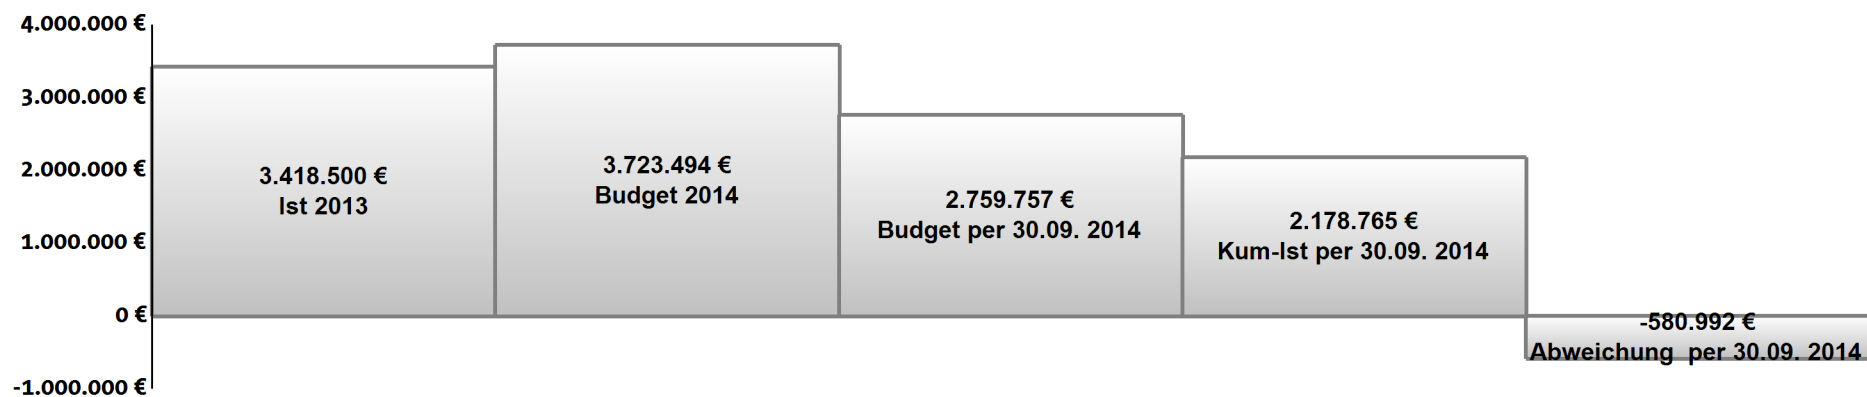 4.000.000 €
3.000.000 €
2.000.000 €
1.000.000 €
0 €
-1.000.000 €
3.418.500 €
Ist 2013
3.723.494 €
Budget 2014
2.759.757 €
Budget per 30.09. 2014
2.178.765 €
Kum-Ist per 30.09. 2014
-580.992 €
Abweichung  per 30.09. 2014